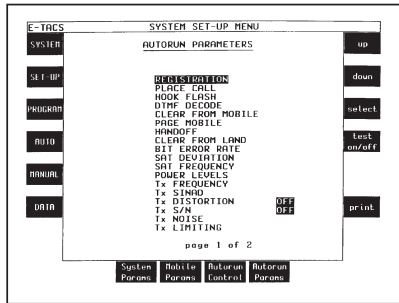 E-TACS SYSTEM SET-UP MENU
SYSTEM
SET-UP
PROGRAM
AUTO
MANUAL
DATA
AUTORUN PARAMETERS
REGISTRATION
PLACE CALL
HOOK FLASH
DTMF DECODE
CLEAR FROM MOBILE
PAGE MOBILE
HANDOFF
CLEAR FROM LAND
BIT ERROR RATE
SAT DEVIATION
SAT FREQUENCY
POWER LEVELS
Tx FREQUENCY
Tx SINAD
Tx DISTORTION OFF
Tx S/N OFF
Tx NOISE
Tx LIMITING
page 1 of 2
up
down
select
test
on/off
print
System Params
Mobile Params
Autorun Control
Autorun Params